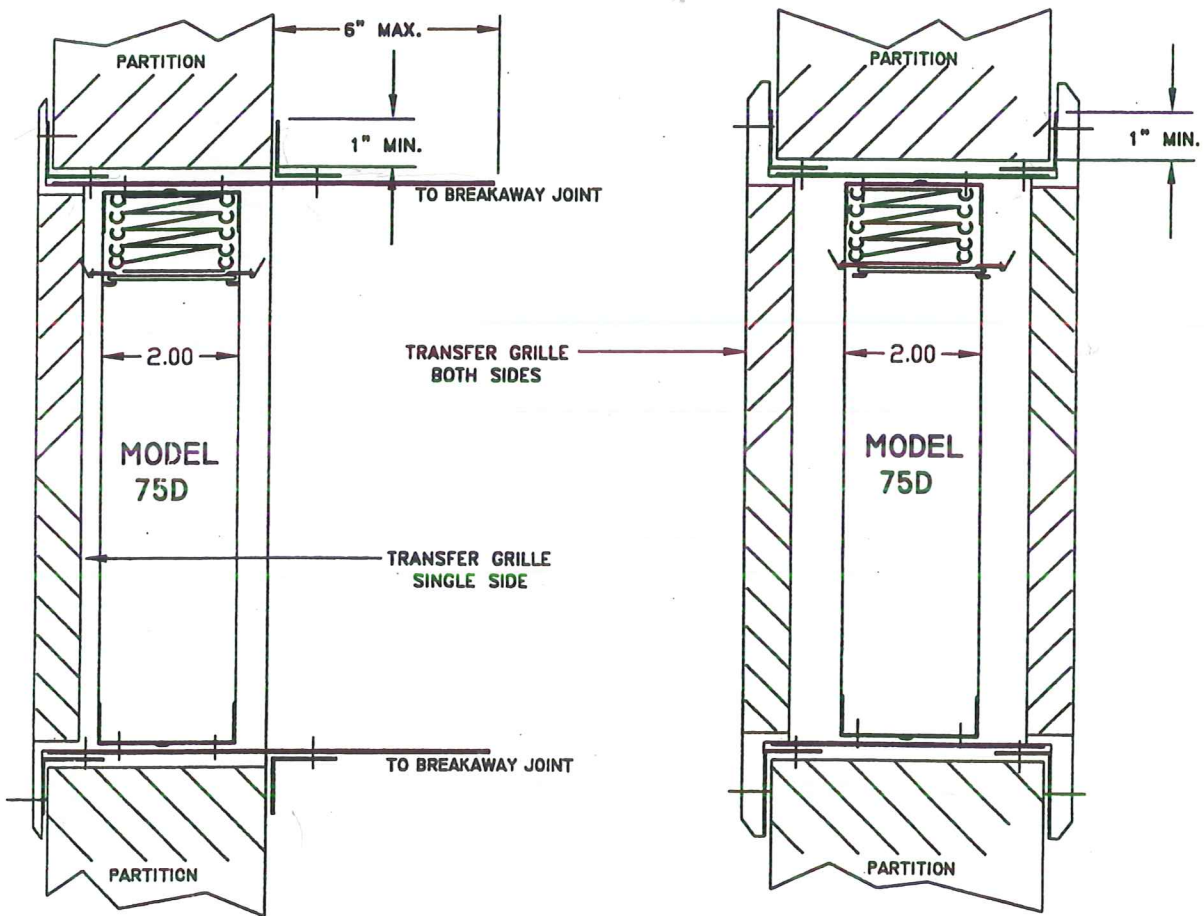 PARTITION
6" MAX.
1" MIN.
TO BREAKAWAY JOINT
2.00
MODEL
75D
TRANSFER GRILLE
SINGLE SIDE
TO BREAKAWAY JOINT
PARTITION
PARTITION
1" MIN.
TRANSFER GRILLE
BOTH SIDES
2.00
MODEL
75D
PARTITION